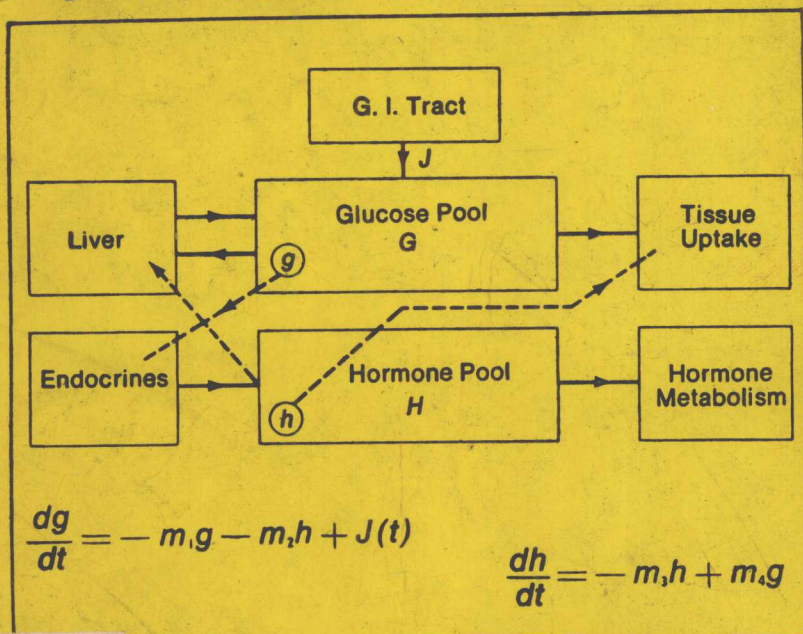 G. I. Tract
J
Liver
Glucose Pool
G
g
Tissue
Uptake
Endocrines
Hormone Pool
H
h
Hormone
Metabolism
dg/dt = − m₁g − m₂h + J(t)
dh/dt = − m₃h + m₄g